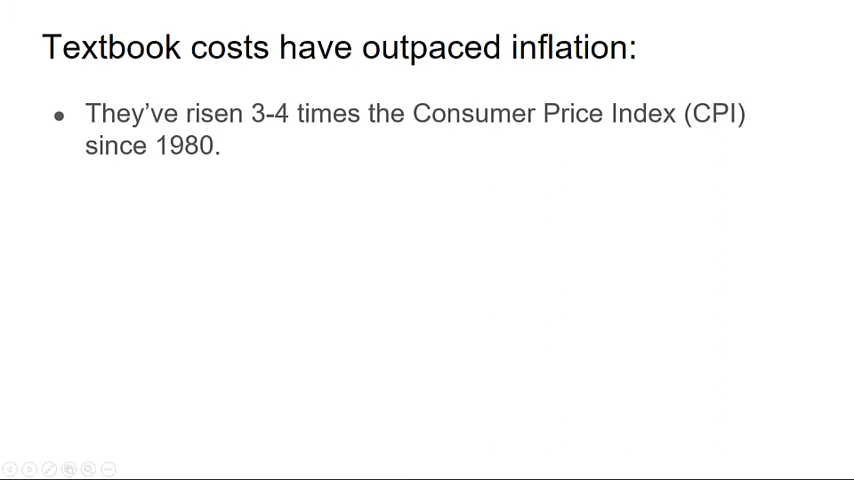 Textbook costs have outpaced inflation:
● They’ve risen 3-4 times the Consumer Price Index (CPI)
since 1980.